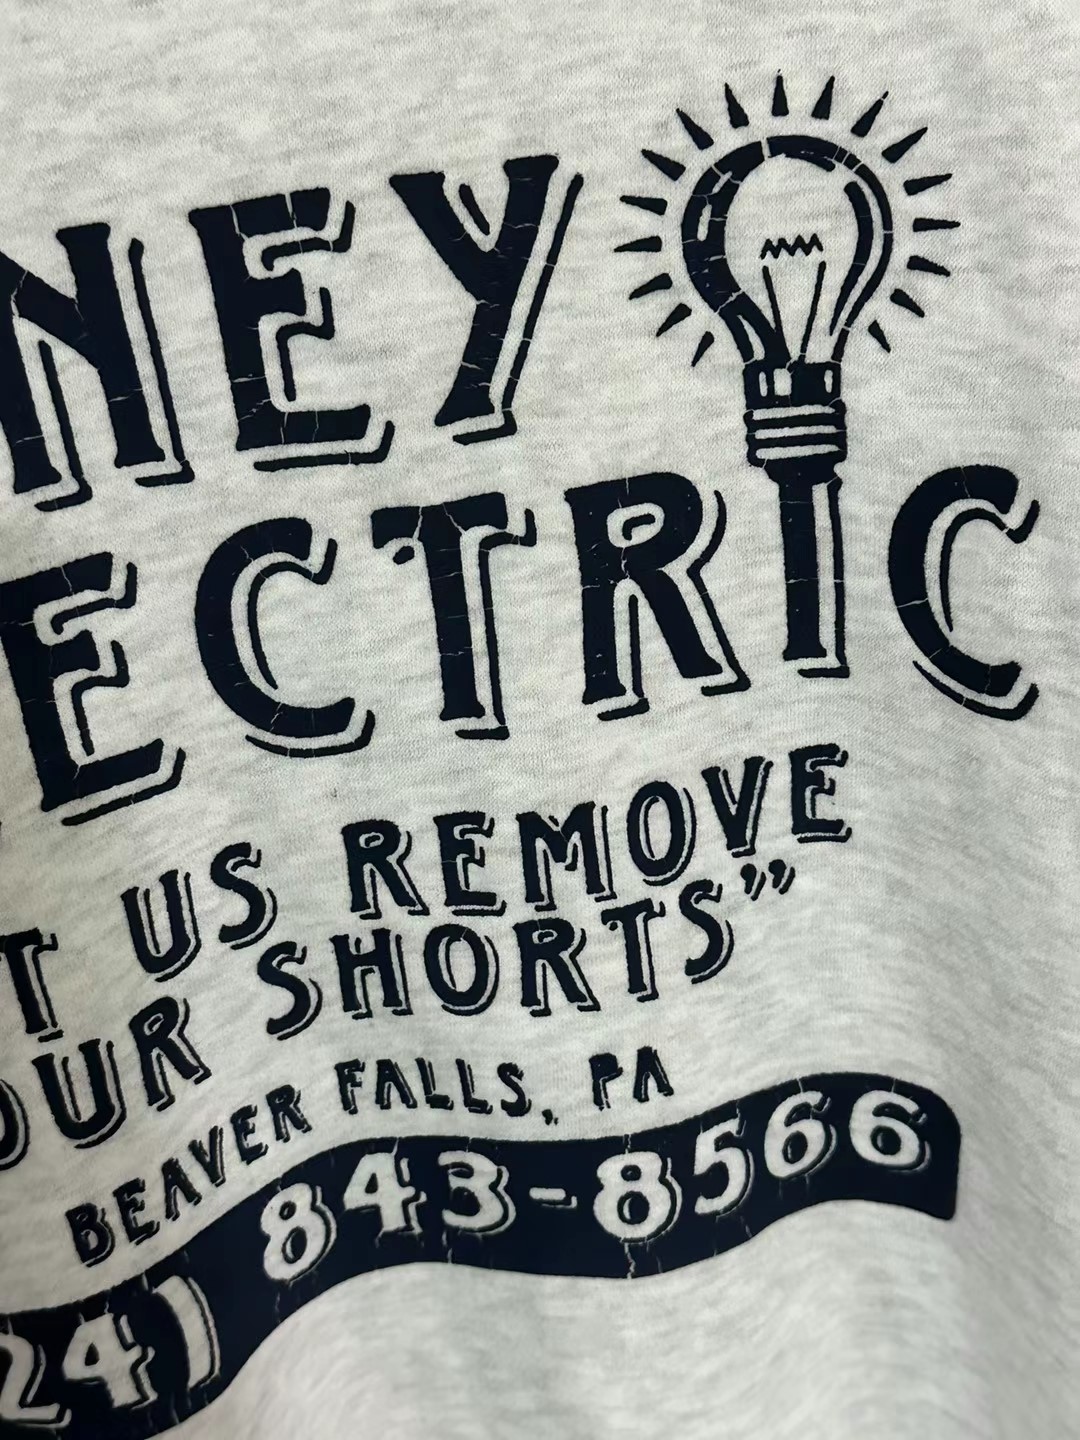 NEY
ECTRIC
T US REMOVE
OUR SHORTS”
BEAVER FALLS, PA
24) 843-8566